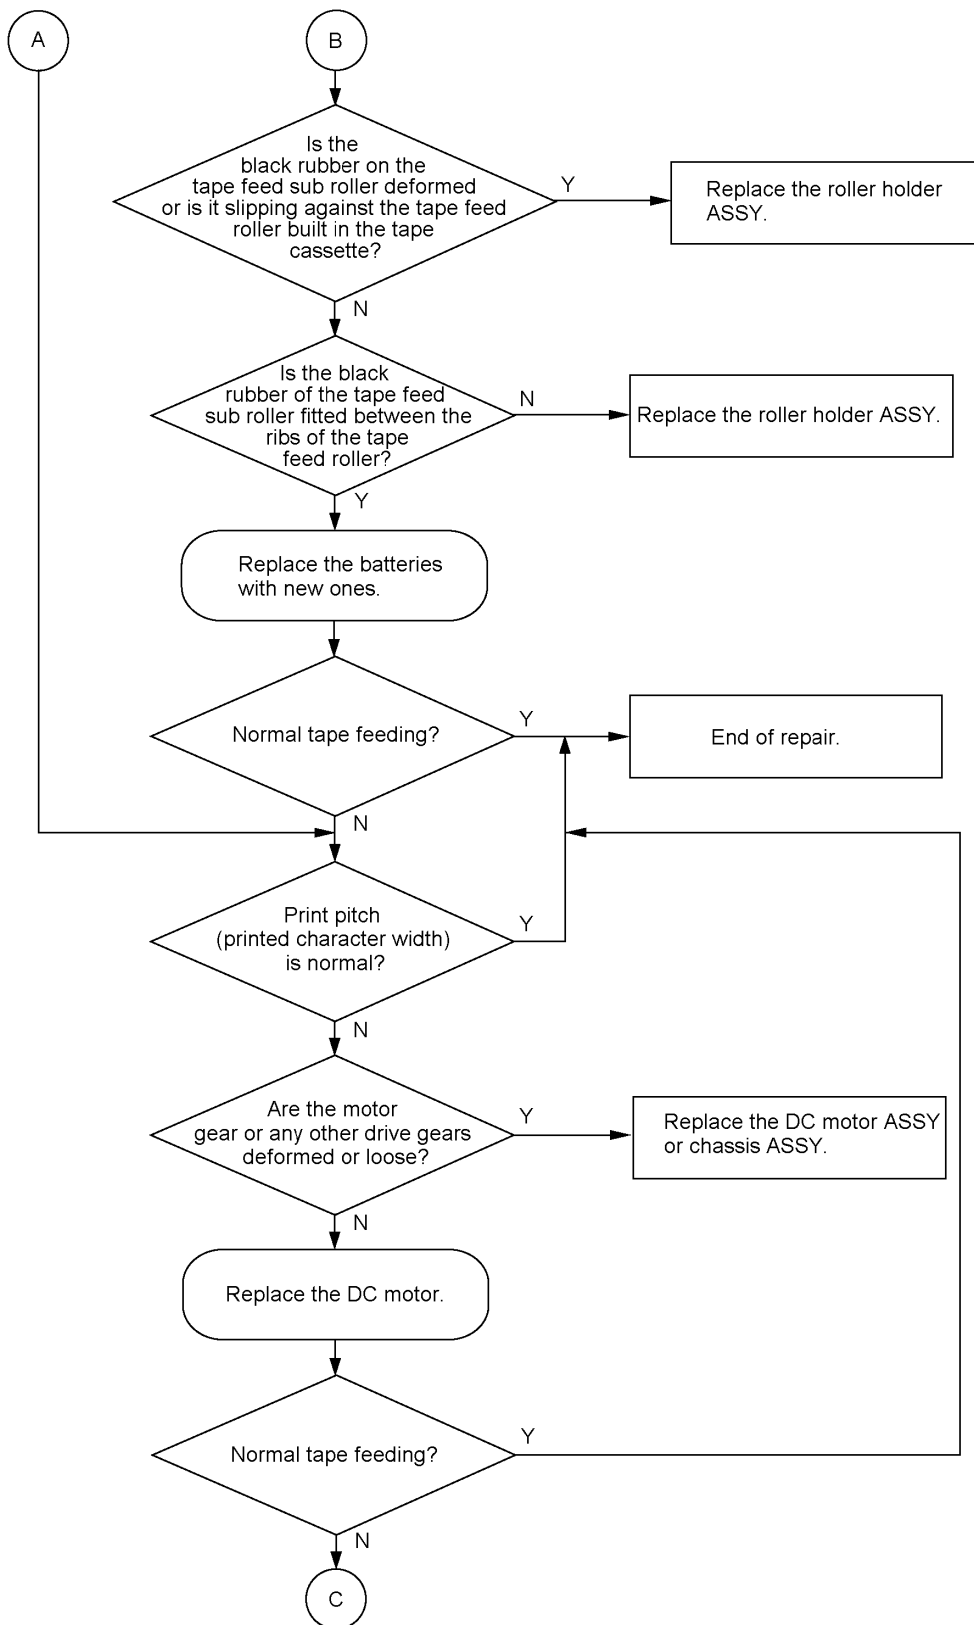 A
B
Is the
black rubber on the
tape feed sub roller deformed
or is it slipping against the tape feed
roller built in the tape
cassette?
Y
Replace the roller holder
ASSY.
N
Is the black
rubber of the tape feed
sub roller fitted between the
ribs of the tape
feed roller?
N
Replace the roller holder ASSY.
Y
Replace the batteries
with new ones.
Normal tape feeding?
Y
End of repair.
N
Print pitch
(printed character width)
is normal?
Y
N
Are the motor
gear or any other drive gears
deformed or loose?
Y
Replace the DC motor ASSY
or chassis ASSY.
N
Replace the DC motor.
Normal tape feeding?
Y
N
C